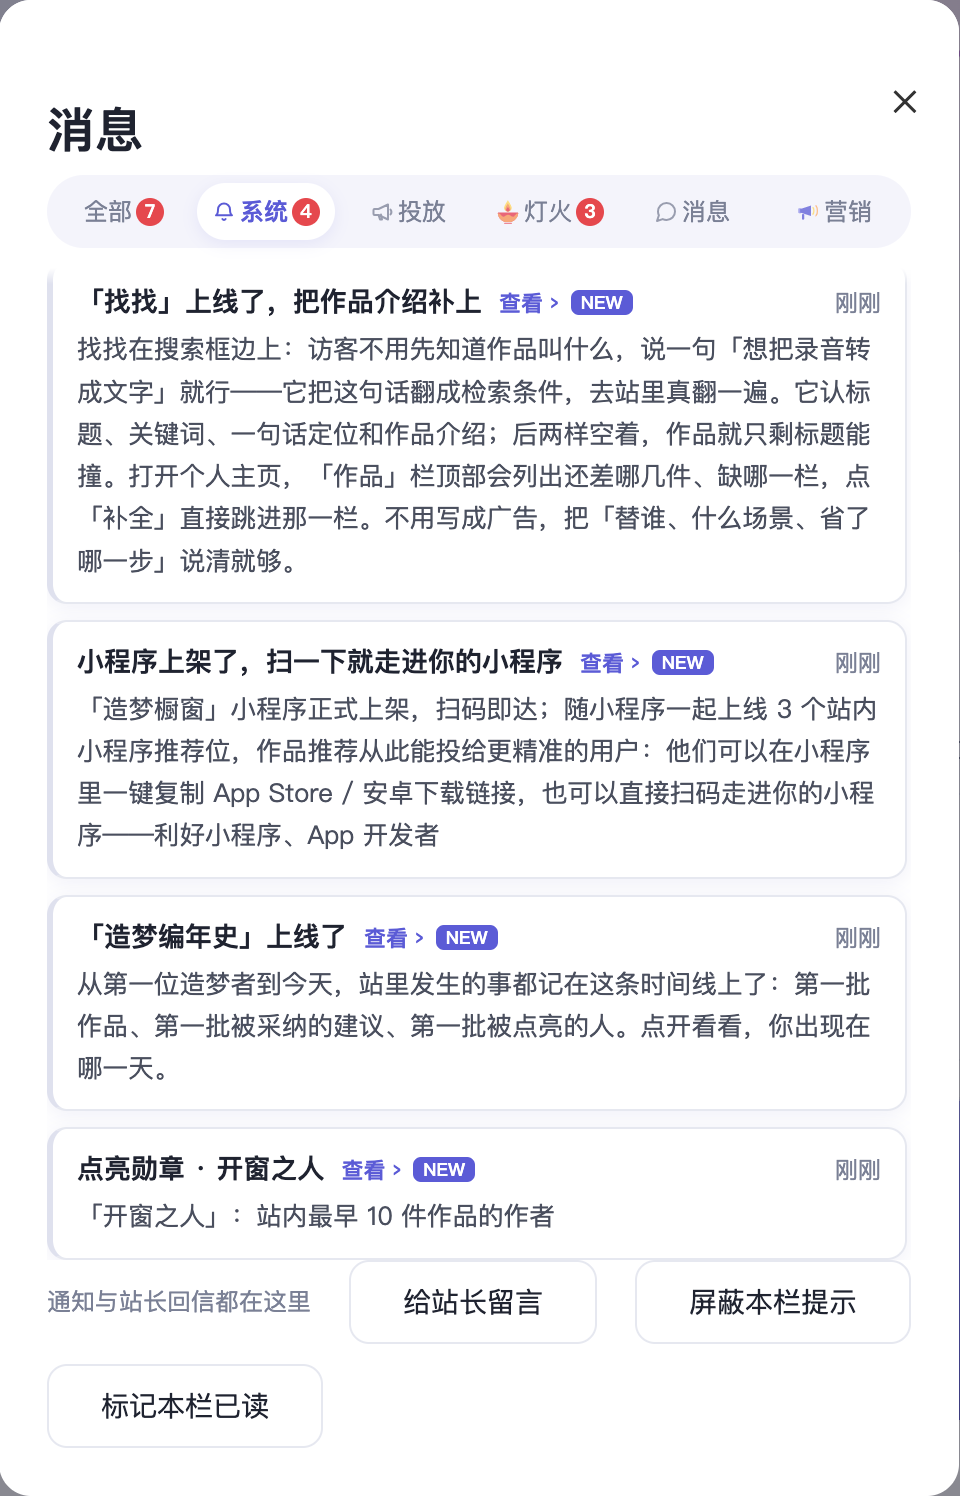 消息
全部 7 系统 4 投放 灯火 3 消息 营销
「找找」上线了，把作品介绍补上 查看 › NEW 刚刚
找找在搜索框边上：访客不用先知道作品叫什么，说一句「想把录音转
成文字」就行——它把这句话翻成检索条件，去站里真翻一遍。它认标
题、关键词、一句话定位和作品介绍；后两样空着，作品就只剩标题能
撞。打开个人主页，「作品」栏顶部会列出还差哪几件、缺哪一栏，点
「补全」直接跳进那一栏。不用写成广告，把「替谁、什么场景、省了
哪一步」说清就够。
小程序上架了，扫一下就走进你的小程序 查看 › NEW 刚刚
「造梦橱窗」小程序正式上架，扫码即达；随小程序一起上线 3 个站内
小程序推荐位，作品推荐从此能投给更精准的用户：他们可以在小程序
里一键复制 App Store / 安卓下载链接，也可以直接扫码走进你的小程
序——利好小程序、App 开发者
「造梦编年史」上线了 查看 › NEW 刚刚
从第一位造梦者到今天，站里发生的事都记在这条时间线上了：第一批
作品、第一批被采纳的建议、第一批被点亮的人。点开看看，你出现在
哪一天。
点亮勋章 · 开窗之人 查看 › NEW 刚刚
「开窗之人」：站内最早 10 件作品的作者
通知与站长回信都在这里 给站长留言 屏蔽本栏提示
标记本栏已读